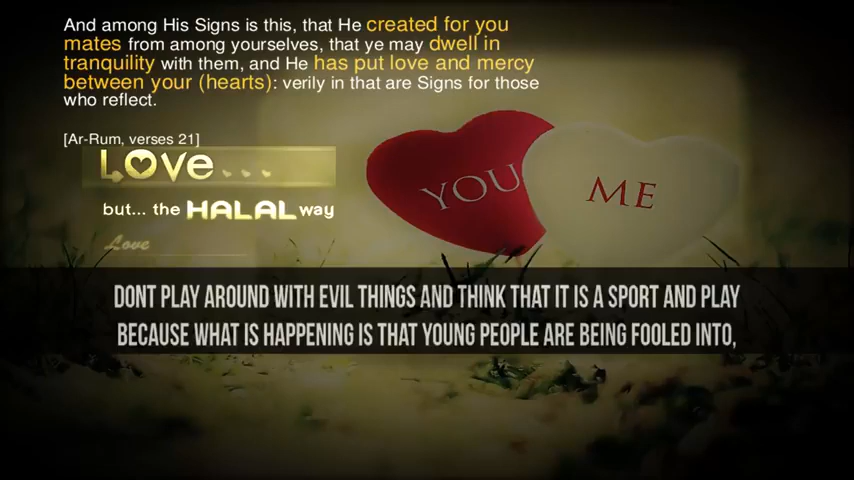 And among His Signs is this, that He created for you
mates from among yourselves, that ye may dwell in
tranquility with them, and He has put love and mercy
between your (hearts): verily in that are Signs for those
who reflect.
[Ar-Rum, verses 21]
Love...
but... the HALAL way
Love
YOU
ME
DONT PLAY AROUND WITH EVIL THINGS AND THINK THAT IT IS A SPORT AND PLAY
BECAUSE WHAT IS HAPPENING IS THAT YOUNG PEOPLE ARE BEING FOOLED INTO,